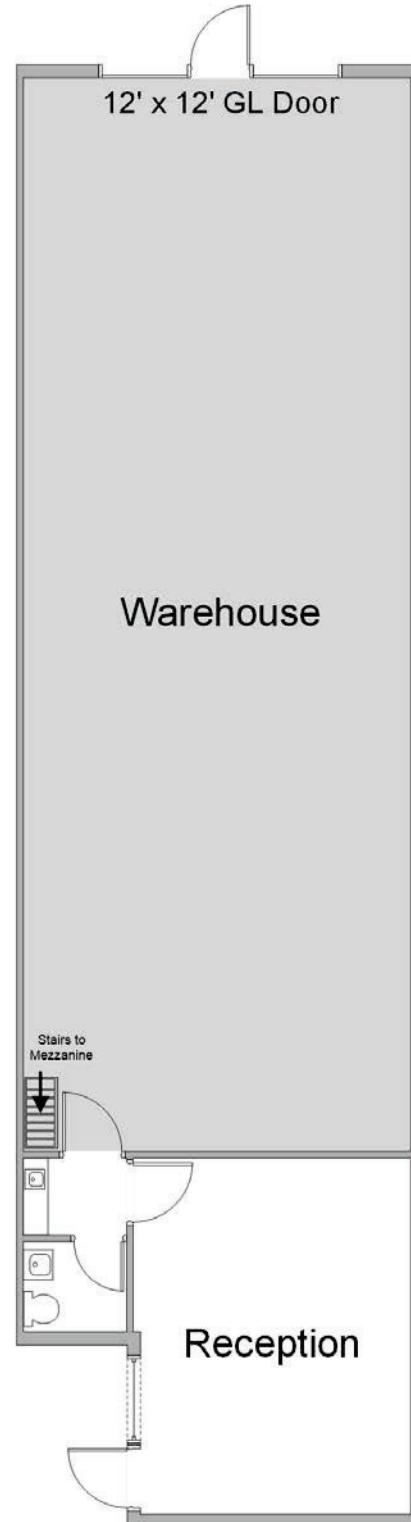 12' x 12' GL Door
Warehouse
Stairs to
Mezzanine
Reception